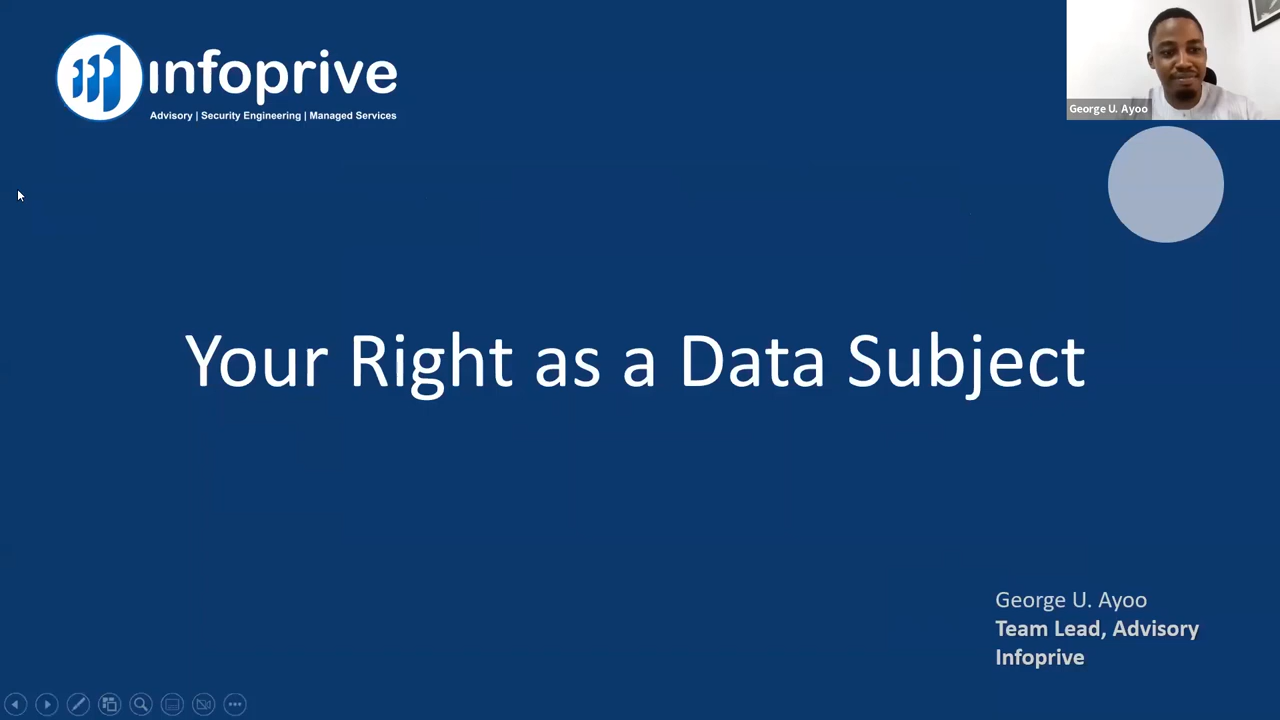 infoprive
Advisory | Security Engineering | Managed Services
George U. Ayoo
Your Right as a Data Subject
George U. Ayoo
Team Lead, Advisory
Infoprive